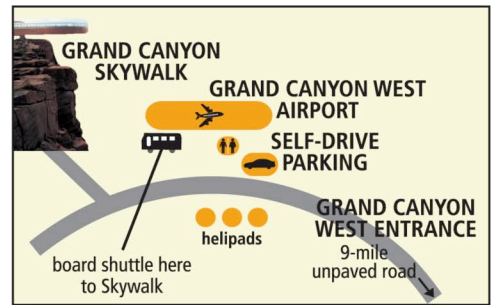 GRAND CANYON
SKYWALK
GRAND CANYON WEST
AIRPORT
SELF-DRIVE
PARKING
GRAND CANYON
WEST ENTRANCE
9-mile
unpaved road
helipads
board shuttle here
to Skywalk